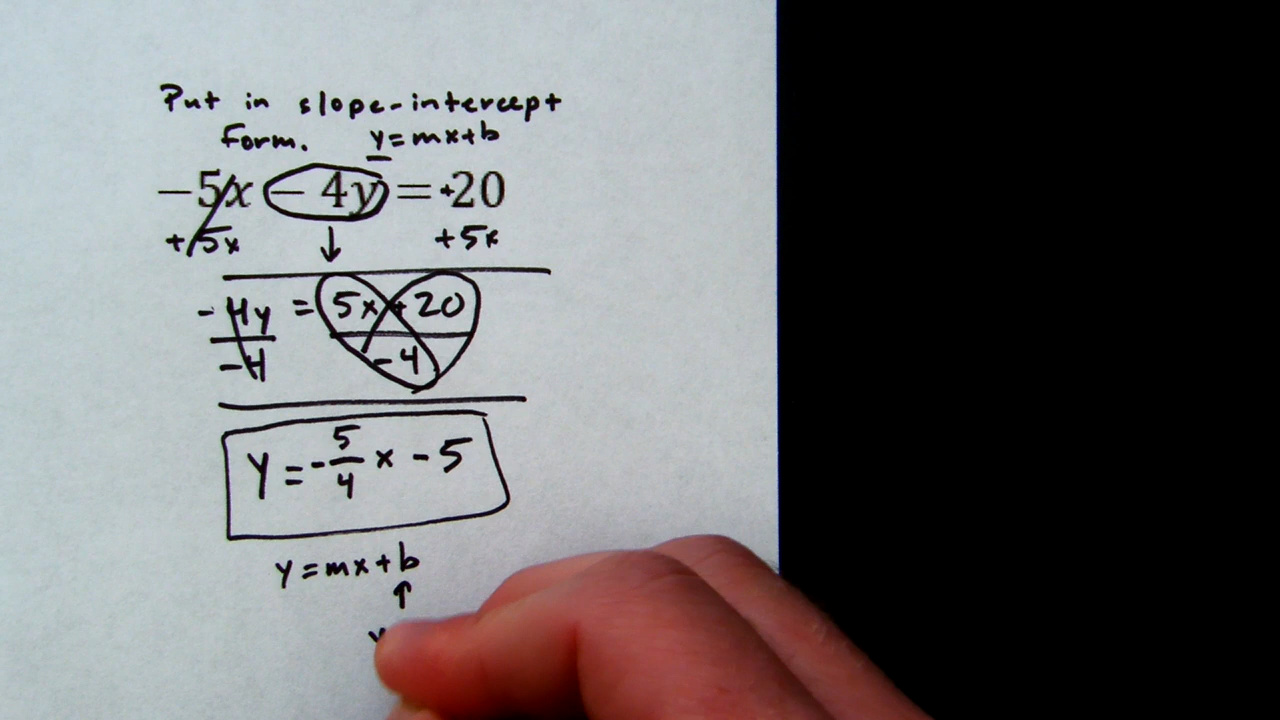 Put in slope-intercept
Form. y=mx+b
-5x - 4y = +20
+5x ↓ +5x
-4y = 5x + 20
-4 -4
y = -5/4 x - 5
y = mx + b
↑
y